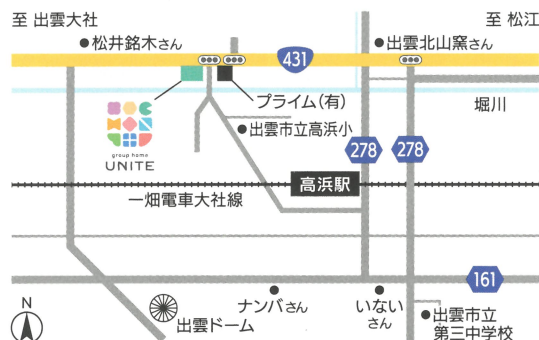 至 出雲大社
至 松江
松井銘木さん
出雲北山窯さん
431
プライム(有)
堀川
group home
UNITE
出雲市立高浜小
278
278
高浜駅
一畑電車大社線
161
N
出雲ドーム
ナンバさん
いない
さん
出雲市立
第三中学校